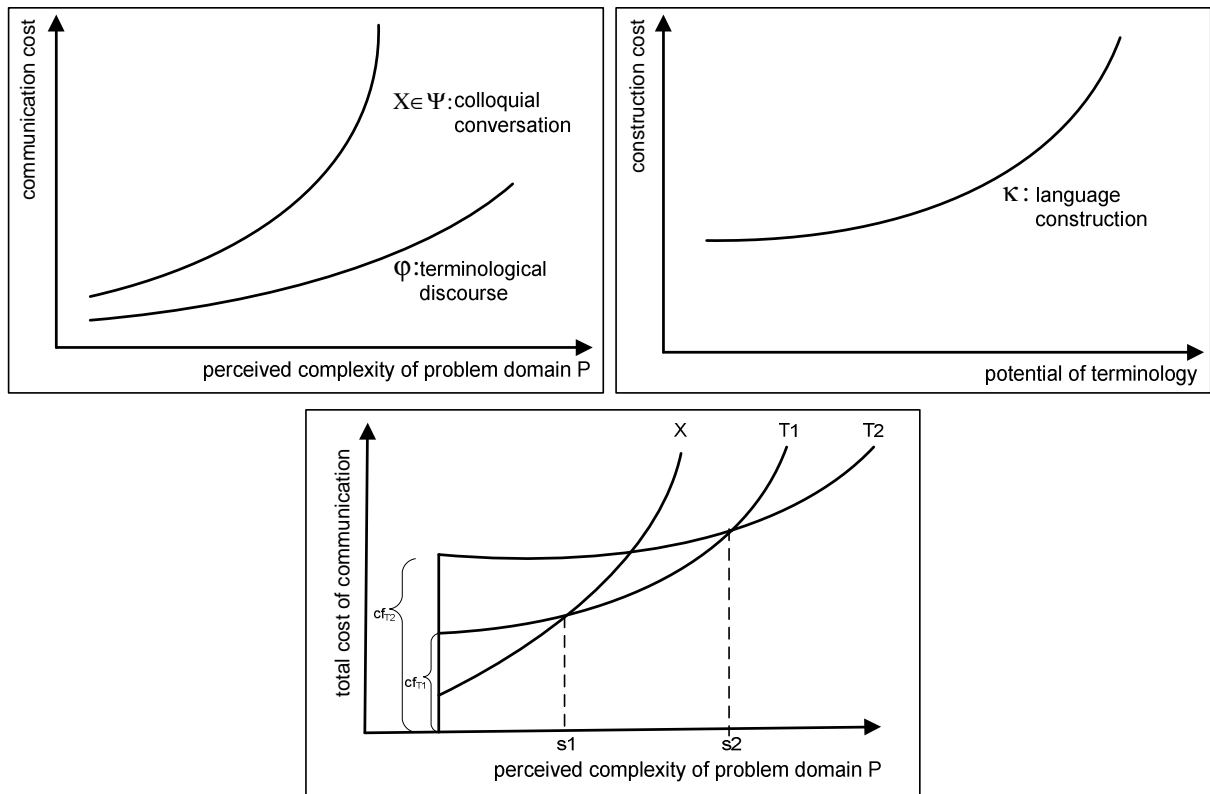 communication cost
X∈Ψ: colloquial
conversation
φ: terminological
discourse
perceived complexity of problem domain P
construction cost
κ: language
construction
potential of terminology
total cost of communication
X T1 T2
cfT2
cfT1
s1 s2
perceived complexity of problem domain P